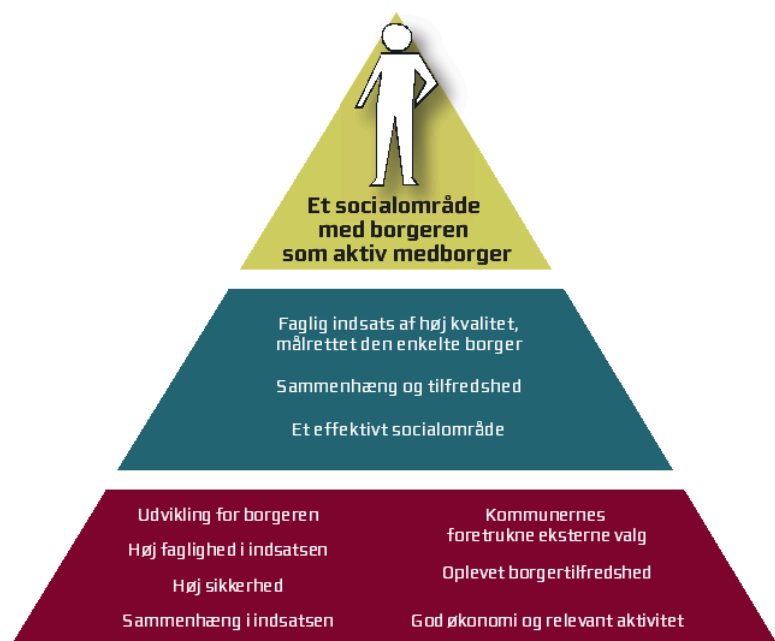 Et socialområde
med borgeren
som aktiv medborger
Faglig indsats af høj kvalitet,
målrettet den enkelte borger
Sammenhæng og tilfredshed
Et effektivt socialområde
Udvikling for borgeren
Høj faglighed i indsatsen
Høj sikkerhed
Sammenhæng i indsatsen
Kommunernes
foretrukne eksterne valg
Oplevet borgertilfredshed
God økonomi og relevant aktivitet